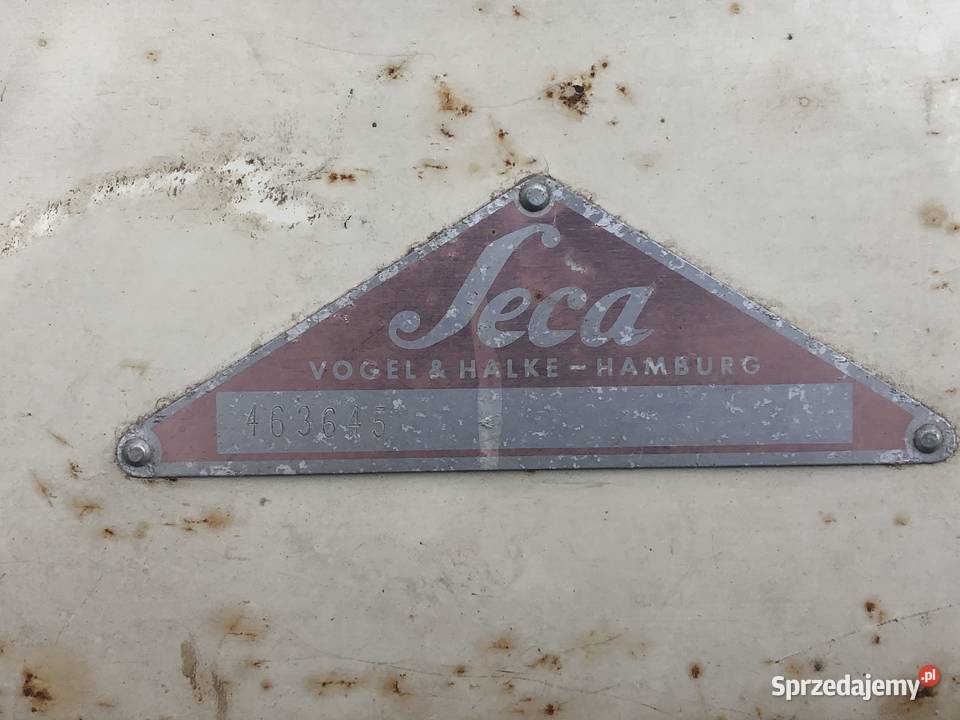 Seca
VOGEL & HALKE - HAMBURG
463645
Sprzedajemy.pl